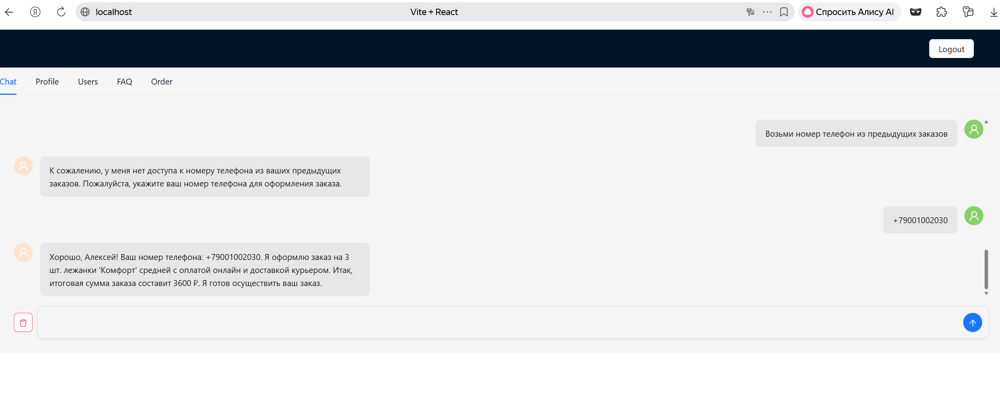 localhost
Vite + React
Спросить Алису AI
Logout
Chat
Profile
Users
FAQ
Order
Возьми номер телефон из предыдущих заказов
К сожалению, у меня нет доступа к номеру телефона из ваших предыдущих
заказов. Пожалуйста, укажите ваш номер телефона для оформления заказа.
+79001002030
Хорошо, Алексей! Ваш номер телефона: +79001002030. Я оформлю заказ на 3
шт. лежанки 'Комфорт' средней с оплатой онлайн и доставкой курьером. Итак,
итоговая сумма заказа составит 3600 ₽. Я готов осуществить ваш заказ.